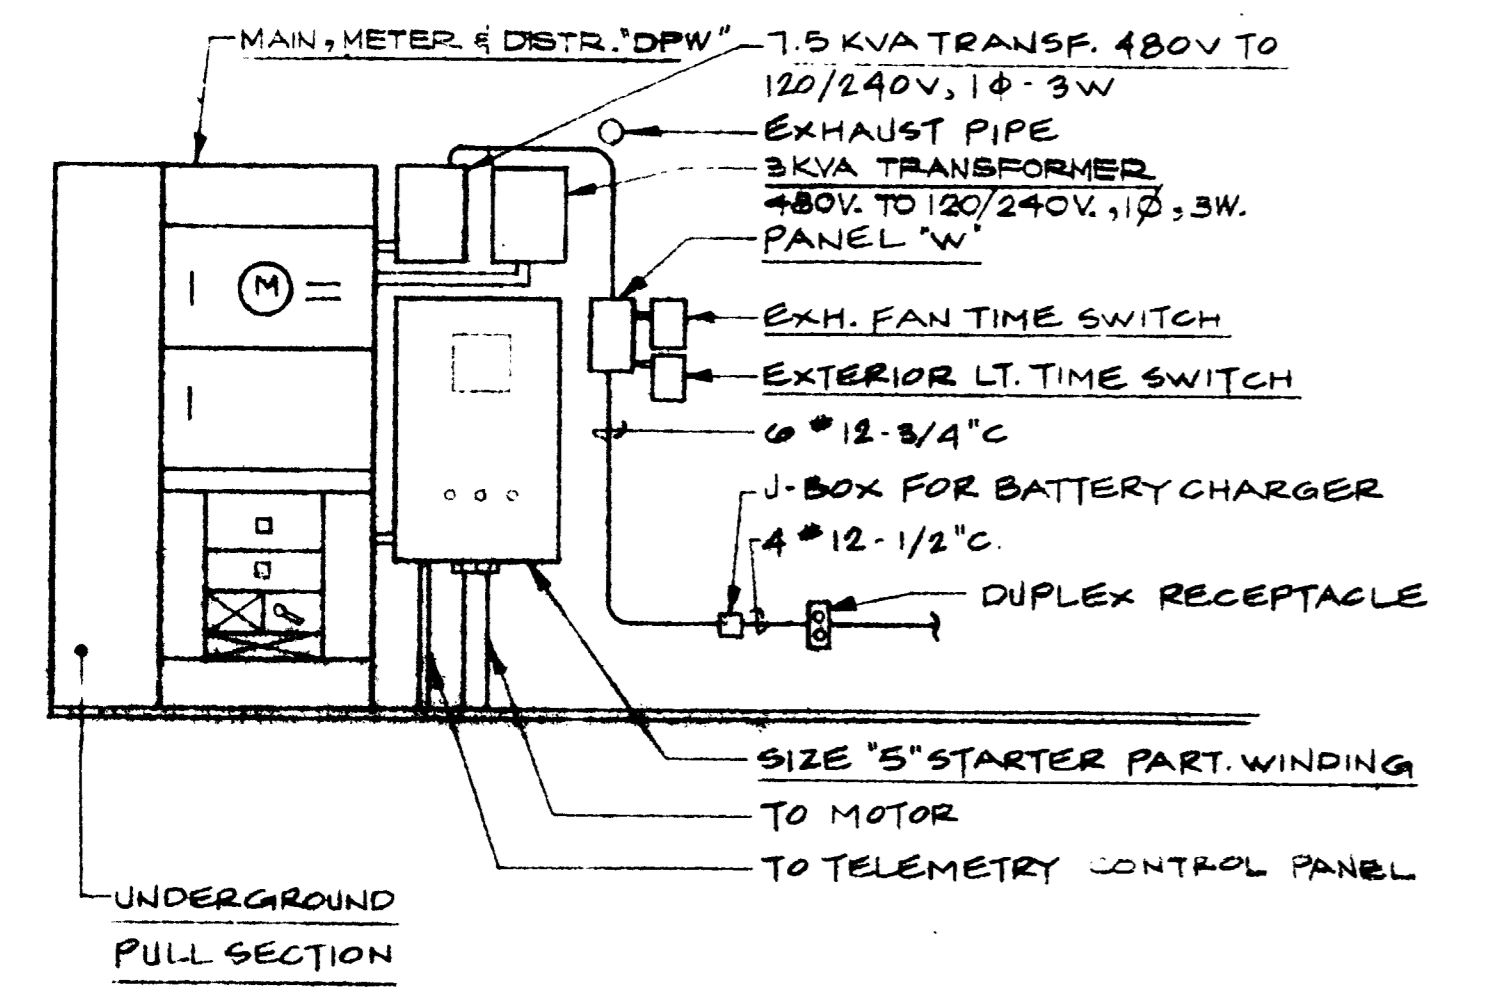 MAIN, METER & DISTR. "DPW"
7.5 KVA TRANSF. 480V TO
120/240V, 1Ø - 3W
EXHAUST PIPE
3KVA TRANSFORMER
480V. TO 120/240V., 1Ø, 3W.
PANEL "W"
M
EXH. FAN TIME SWITCH
EXTERIOR LT. TIME SWITCH
6 #12-3/4"C
J-BOX FOR BATTERY CHARGER
4 #12-1/2"C.
DUPLEX RECEPTACLE
SIZE "5" STARTER PART. WINDING
TO MOTOR
TO TELEMETRY CONTROL PANEL
UNDERGROUND
PULL SECTION